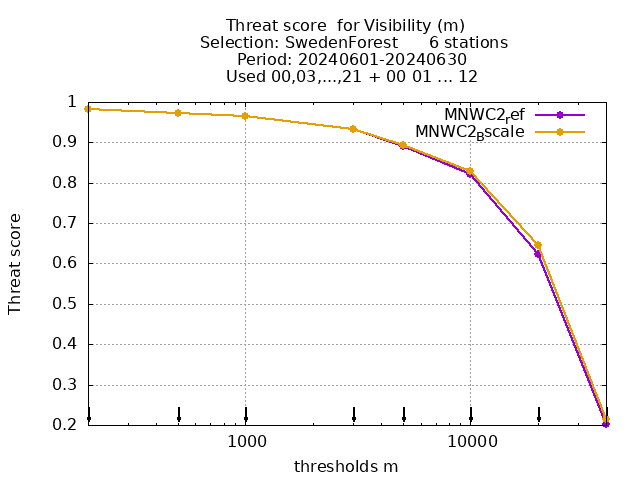 Threat score  for Visibility (m)
Selection: SwedenForest      6 stations
Period: 20240601-20240630
Used 00,03,...,21 + 00 01 ... 12
MNWC2ref
MNWC2Bscale
1
0.9
0.8
0.7
0.6
0.5
0.4
0.3
0.2
Threat score
1000 10000
thresholds m